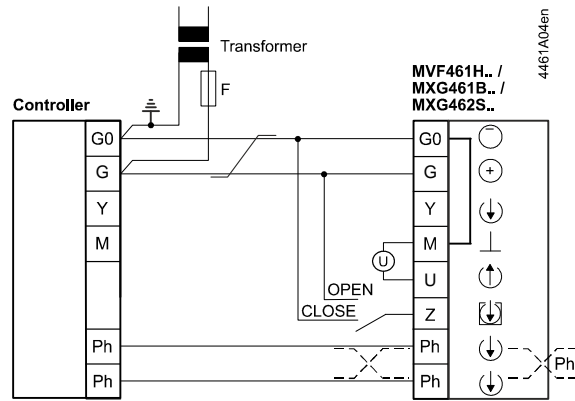 Transformer
4461A04en
F
MVF461H.. /
MXG461B.. /
MXG462S..
Controller
G0
G
Y
M
Ph
Ph
U
OPEN
CLOSE
G0
G
Y
M
U
Z
Ph
Ph
Ph